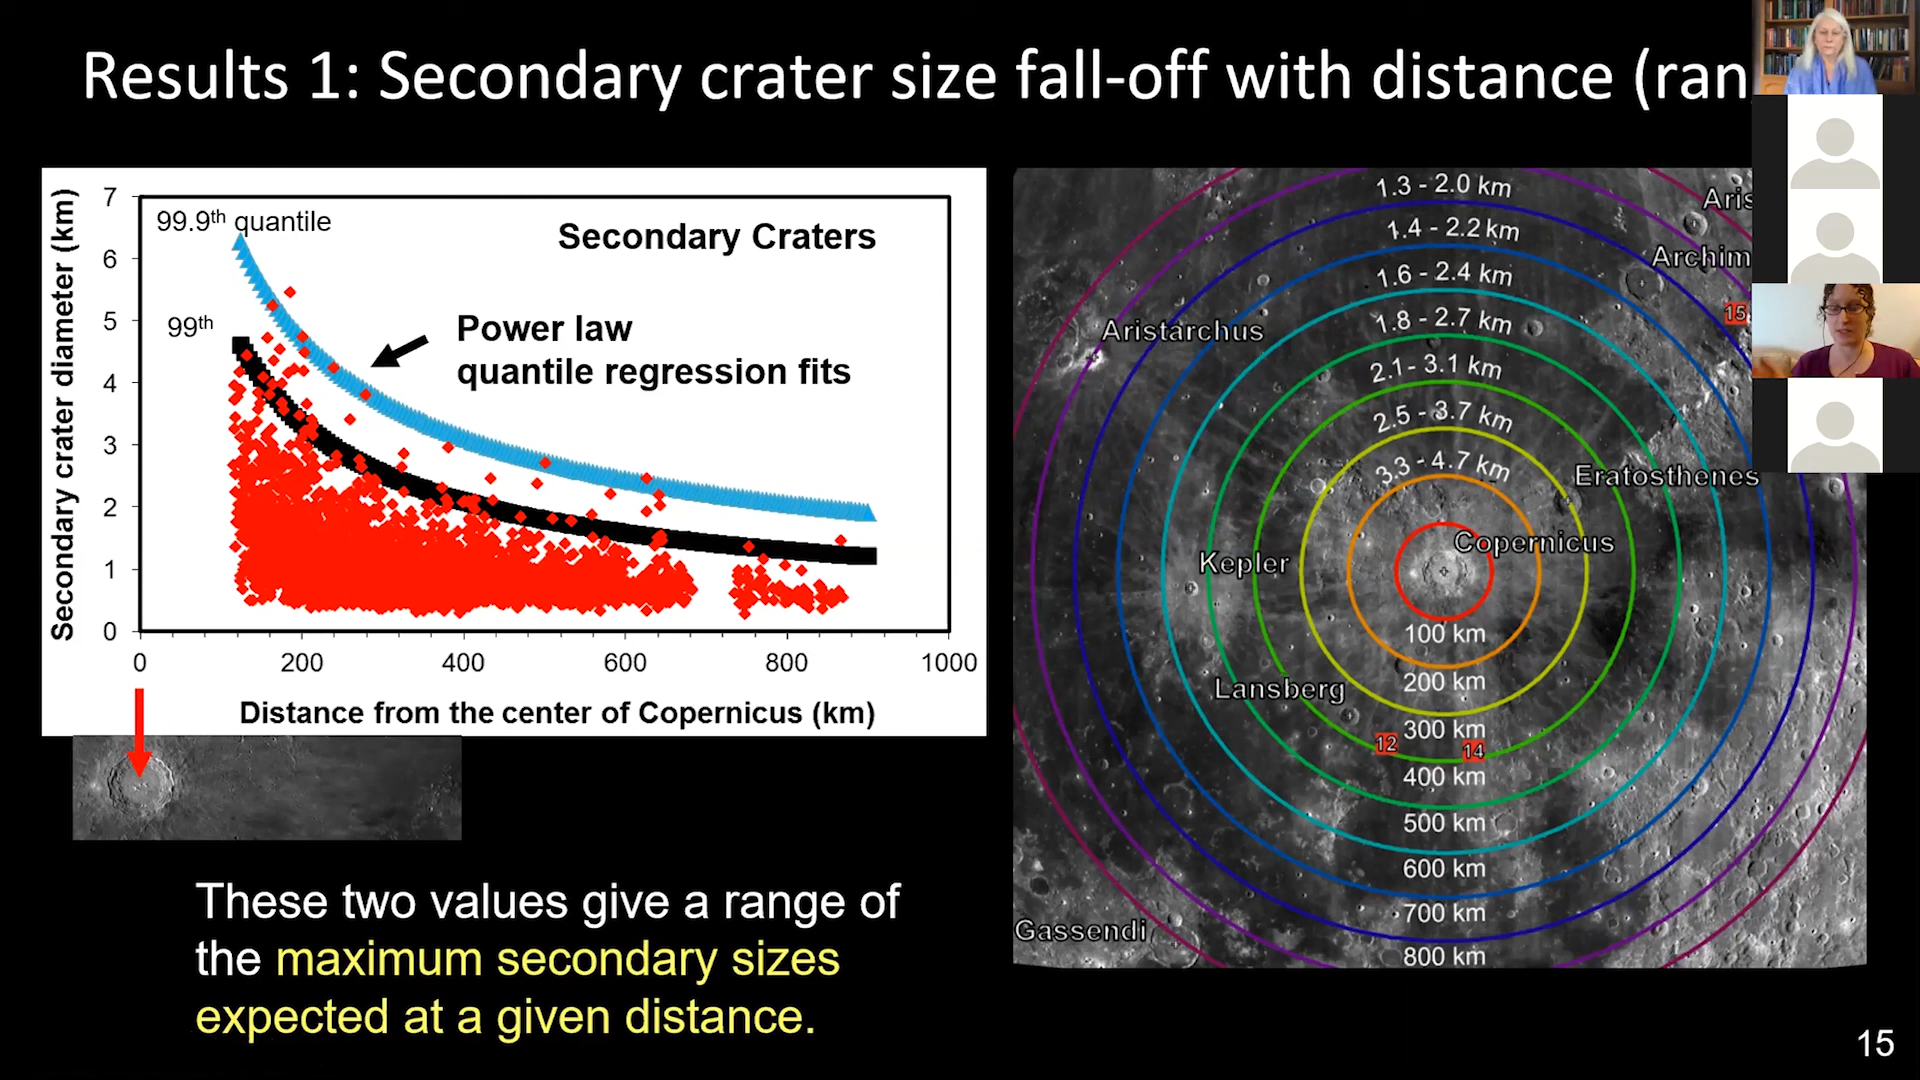 Results 1: Secondary crater size fall-off with distance (ran
99.9th quantile
Secondary Craters
99th
Power law
quantile regression fits
Secondary crater diameter (km)
7
6
5
4
3
2
1
0
0 200 400 600 800 1000
Distance from the center of Copernicus (km)
These two values give a range of
the maximum secondary sizes
expected at a given distance.
1.3 - 2.0 km
1.4 - 2.2 km
1.6 - 2.4 km
1.8 - 2.7 km
2.1 - 3.1 km
2.5 - 3.7 km
3.3 - 4.7 km
Aris
Archim
15
Aristarchus
Eratosthenes
Copernicus
Kepler
Lansberg
12
14
Gassendi
100 km
200 km
300 km
400 km
500 km
600 km
700 km
800 km
15